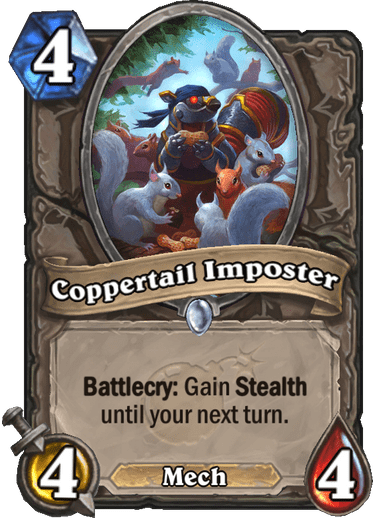 4
Coppertail Imposter
Battlecry: Gain Stealth
until your next turn.
4
Mech
4